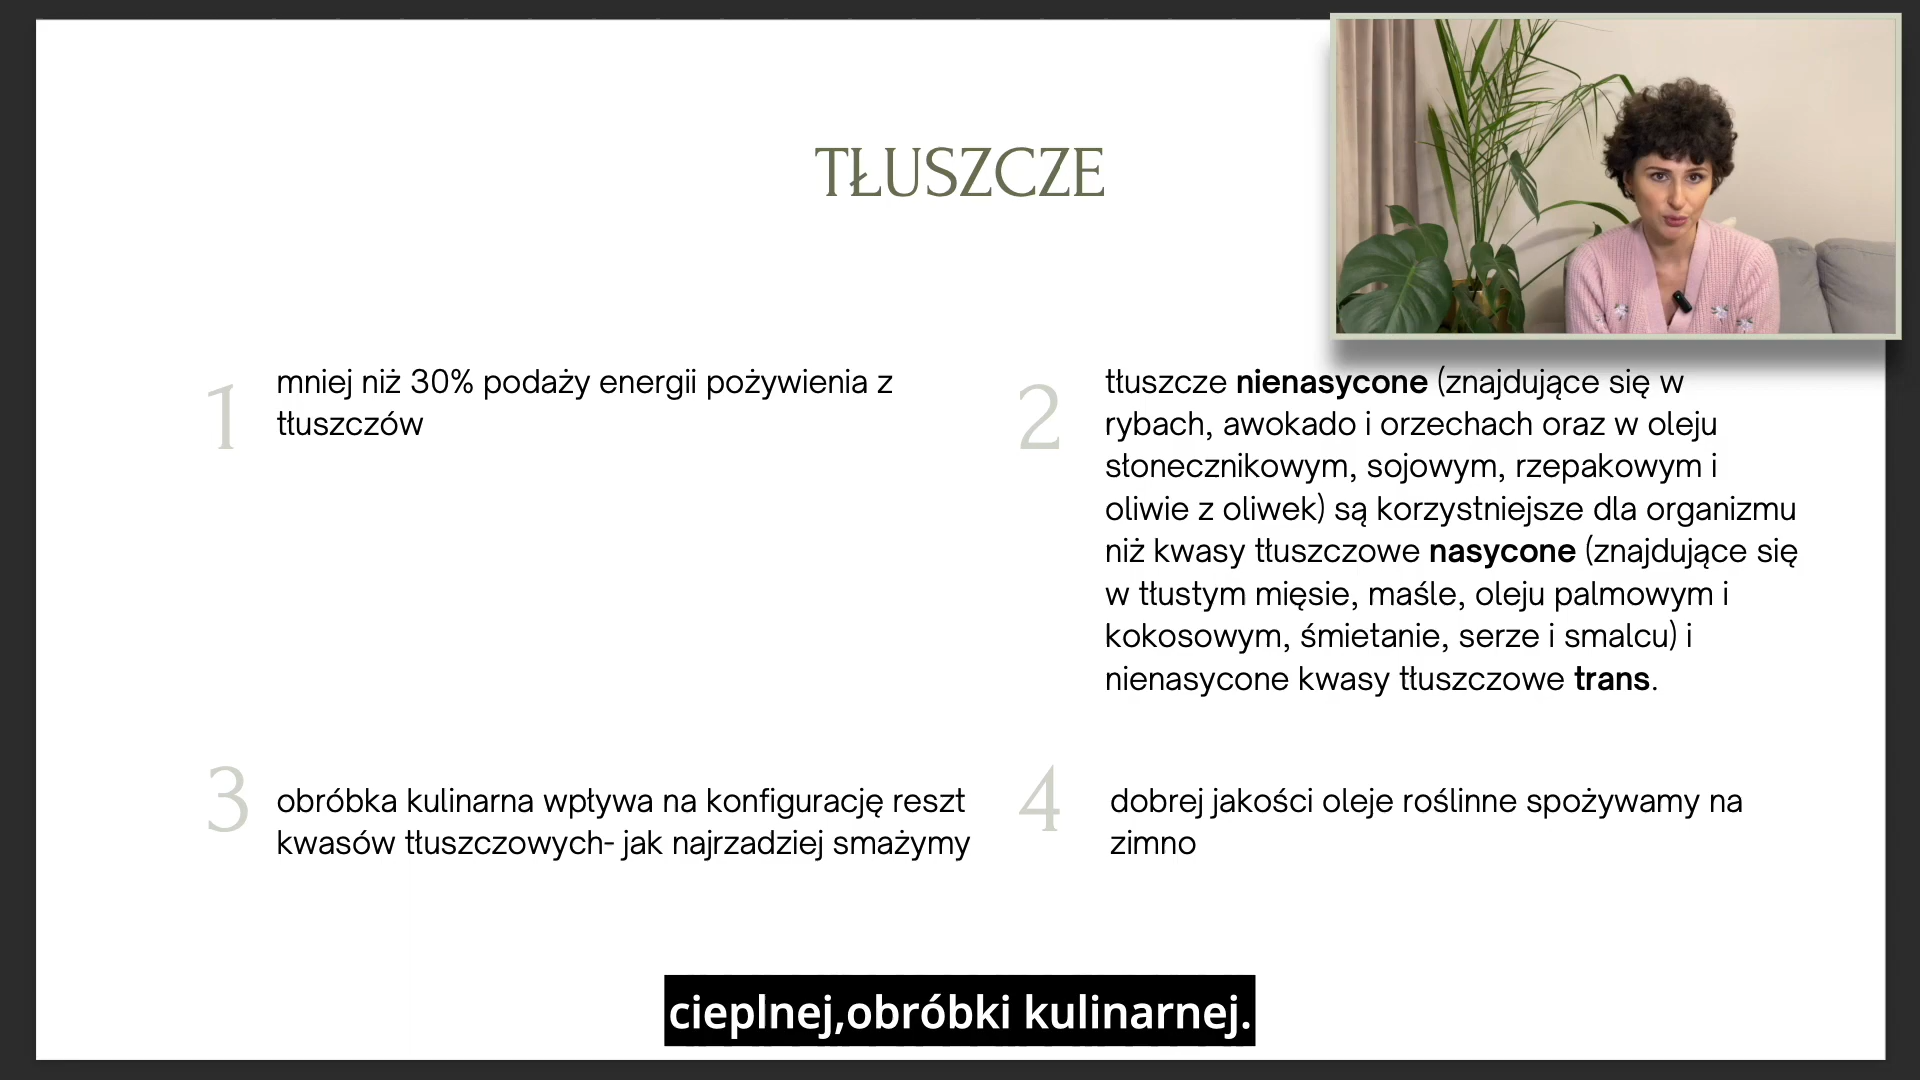 TŁUSZCZE
1
mniej niż 30% podaży energii pożywienia z
tłuszczów
2
tłuszcze nienasycone (znajdujące się w
rybach, awokado i orzechach oraz w oleju
słonecznikowym, sojowym, rzepakowym i
oliwie z oliwek) są korzystniejsze dla organizmu
niż kwasy tłuszczowe nasycone (znajdujące się
w tłustym mięsie, maśle, oleju palmowym i
kokosowym, śmietanie, serze i smalcu) i
nienasycone kwasy tłuszczowe trans.
3
obróbka kulinarna wpływa na konfigurację reszt
kwasów tłuszczowych- jak najrzadziej smażymy
4
dobrej jakości oleje roślinne spożywamy na
zimno
cieplnej,obróbki kulinarnej.